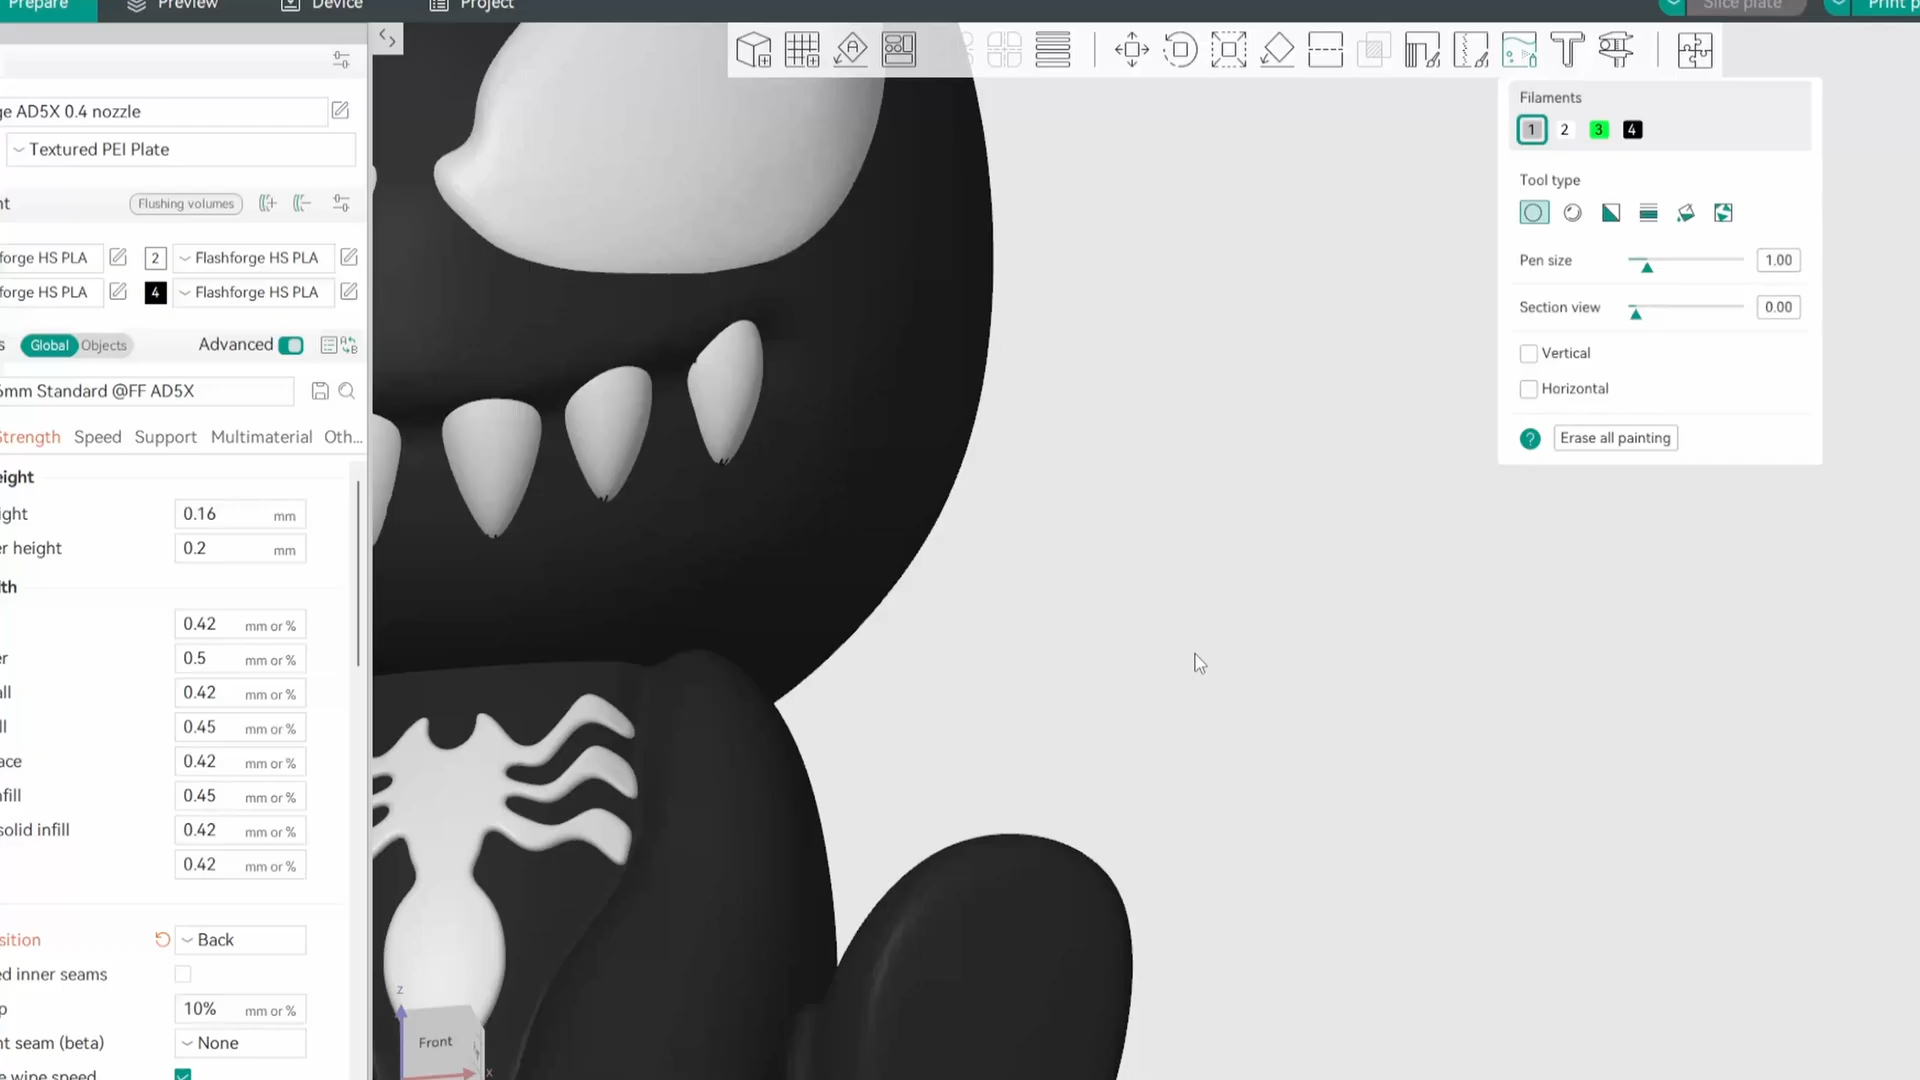 Prepare
Preview
Device
Project
Slice plate
Print p
ge AD5X 0.4 nozzle
Textured PEI Plate
nt
Flushing volumes
forge HS PLA
2
Flashforge HS PLA
forge HS PLA
4
Flashforge HS PLA
s
Global
Objects
Advanced
6mm Standard @FF AD5X
Strength
Speed
Support
Multimaterial
Oth...
eight
ight
0.16
mm
er height
0.2
mm
lth
0.42
mm or %
er
0.5
mm or %
all
0.42
mm or %
ll
0.45
mm or %
ace
0.42
mm or %
nfill
0.45
mm or %
solid infill
0.42
mm or %
0.42
mm or %
sition
Back
ed inner seams
p
10%
mm or %
nt seam (beta)
None
e wipe speed
z
Front
x
Filaments
1
2
3
4
Tool type
Pen size
1.00
Section view
0.00
Vertical
Horizontal
?
Erase all painting